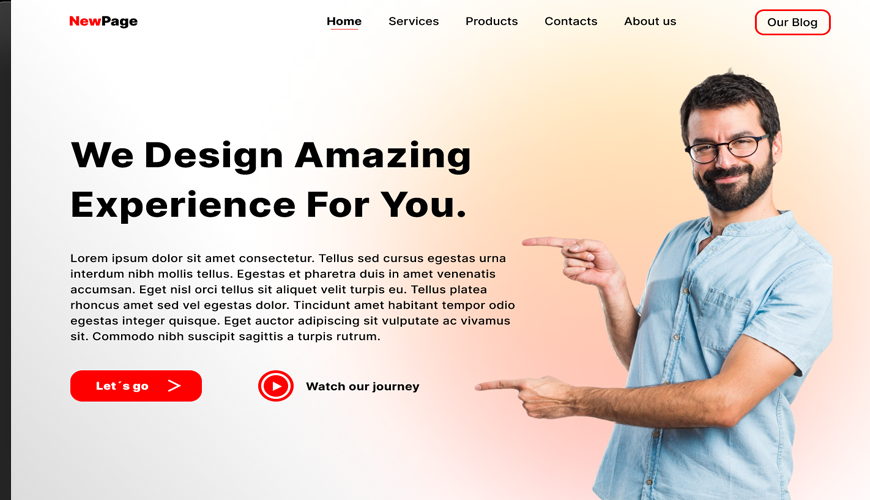 NewPage
Home Services Products Contacts About us
Our Blog
We Design Amazing
Experience For You.
Lorem ipsum dolor sit amet consectetur. Tellus sed cursus egestas urna
interdum nibh mollis tellus. Egestas et pharetra duis in amet venenatis
accumsan. Eget nisl orci tellus sit aliquet velit turpis eu. Tellus platea
rhoncus amet sed vel egestas dolor. Tincidunt amet habitant tempor odio
egestas integer quisque. Eget auctor adipiscing sit vulputate ac vivamus
sit. Commodo nibh suscipit sagittis a turpis rutrum.
Let´s go >
Watch our journey